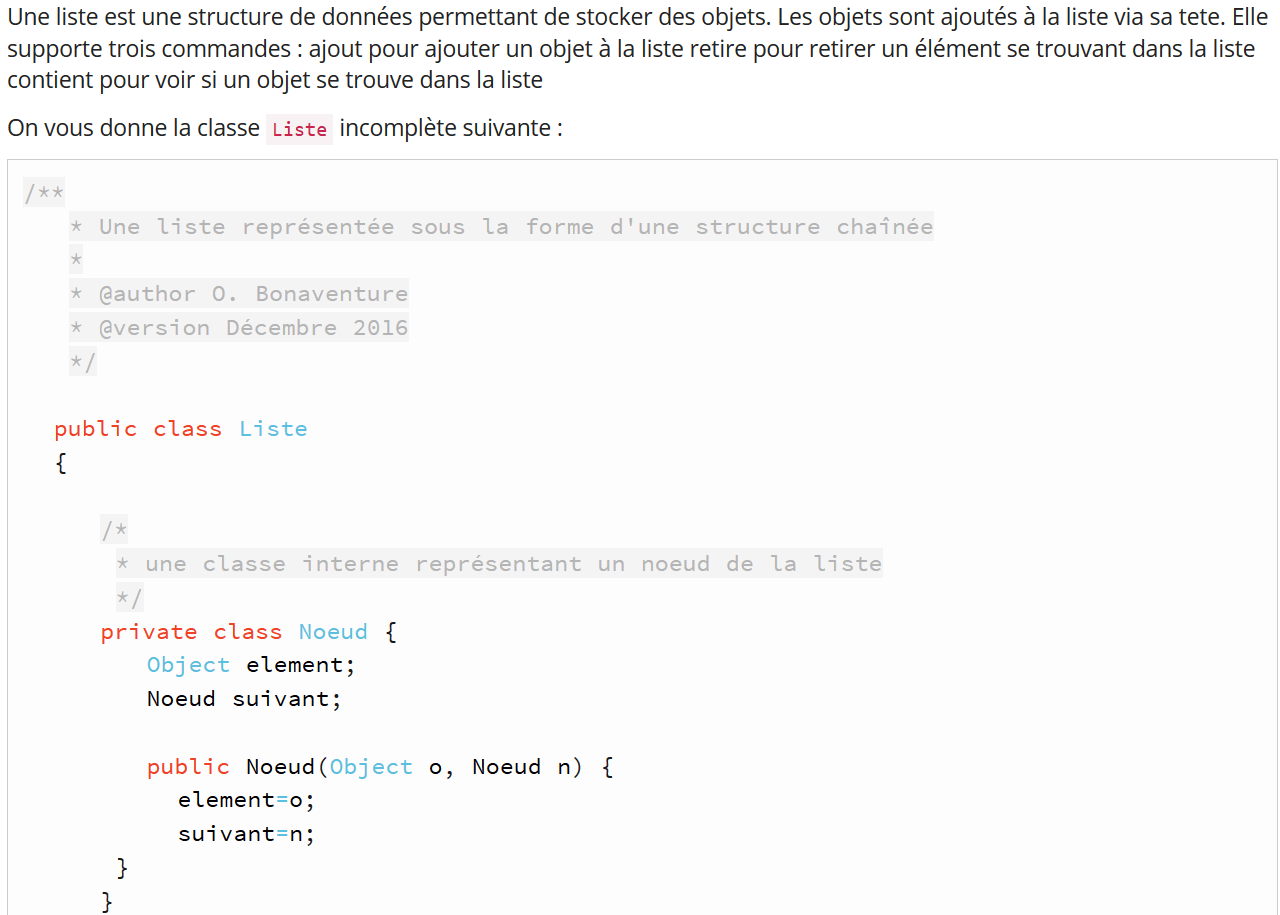 Une liste est une structure de données permettant de stocker des objets. Les objets sont ajoutés à la liste via sa tete. Elle
supporte trois commandes : ajout pour ajouter un objet à la liste retire pour retirer un élément se trouvant dans la liste
contient pour voir si un objet se trouve dans la liste
On vous donne la classe Liste incomplète suivante :
/**
* Une liste représentée sous la forme d'une structure chaînée
*
* @author O. Bonaventure
* @version Décembre 2016
*/
public class Liste
{
/*
* une classe interne représentant un noeud de la liste
*/
private class Noeud {
Object element;
Noeud suivant;
public Noeud(Object o, Noeud n) {
element=o;
suivant=n;
}
}